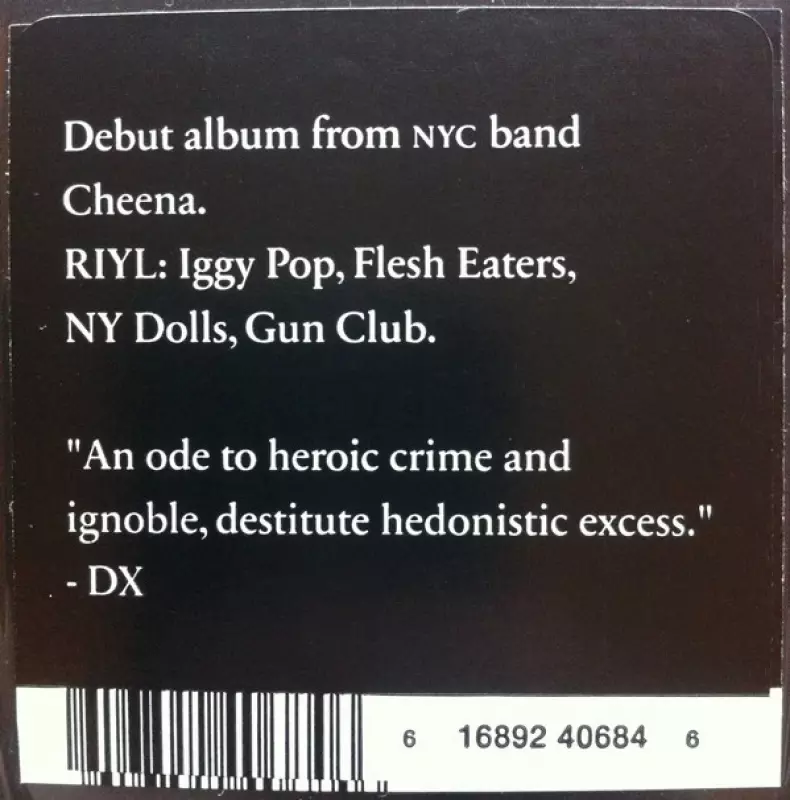 Debut album from NYC band
Cheena.
RIYL: Iggy Pop, Flesh Eaters,
NY Dolls, Gun Club.
"An ode to heroic crime and
ignoble, destitute hedonistic excess."
- DX
6 16892 40684 6